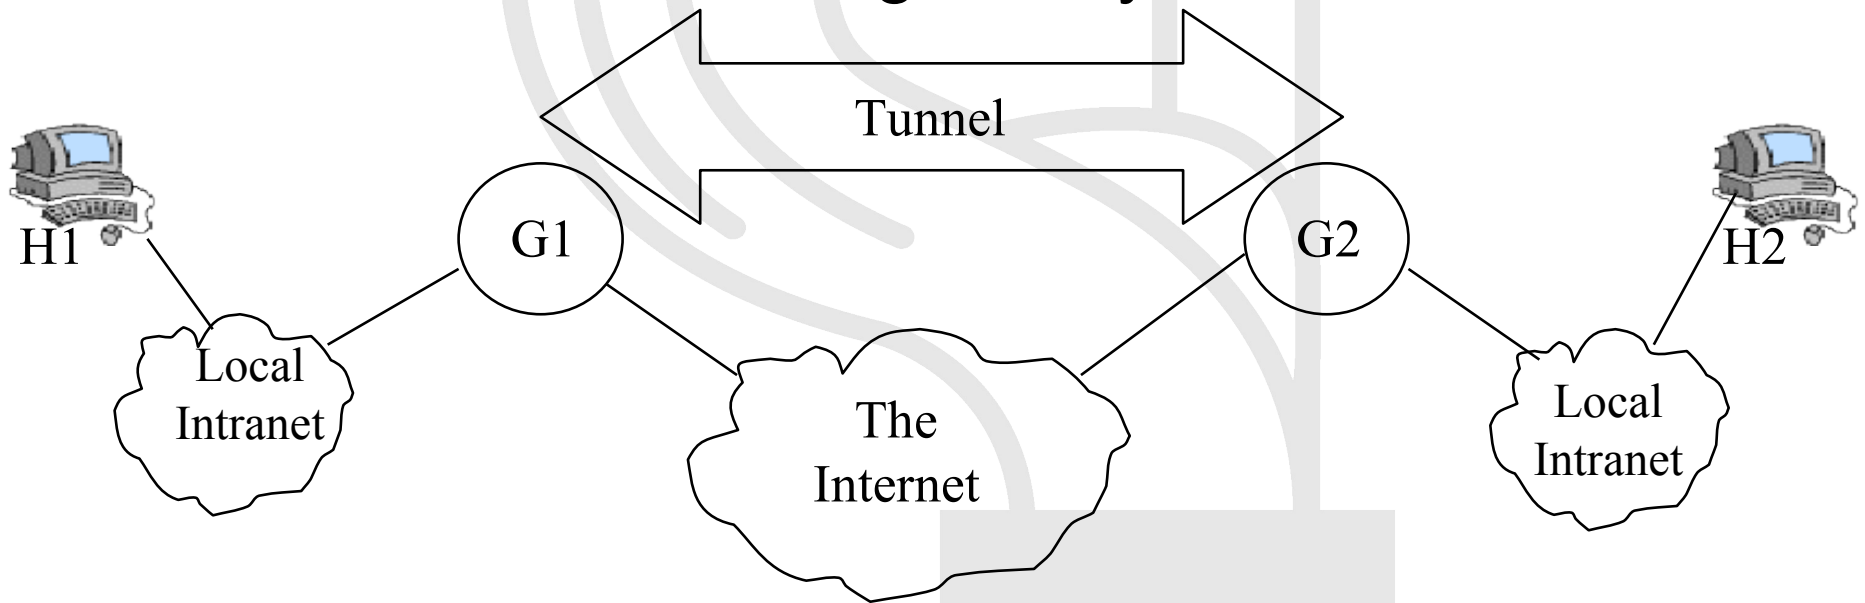 Tunnel
H1
G1
G2
H2
Local
Intranet
The
Internet
Local
Intranet